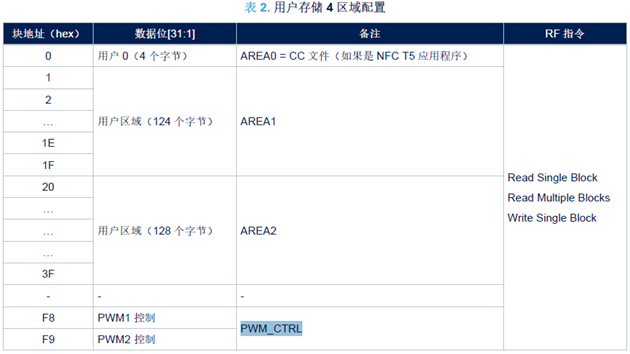 表 2. 用户存储 4 区域配置
块地址（hex） 数据位[31:1] 备注 RF 指令
0 用户 0（4 个字节） AREA0 = CC 文件（如果是 NFC T5 应用程序）
1
2
…
用户区域（124 个字节） AREA1
1E
1F
Read Single Block
20
Read Multiple Blocks
…
Write Single Block
…
用户区域（128 个字节） AREA2
…
3F
- - -
F8 PWM1 控制
PWM_CTRL
F9 PWM2 控制